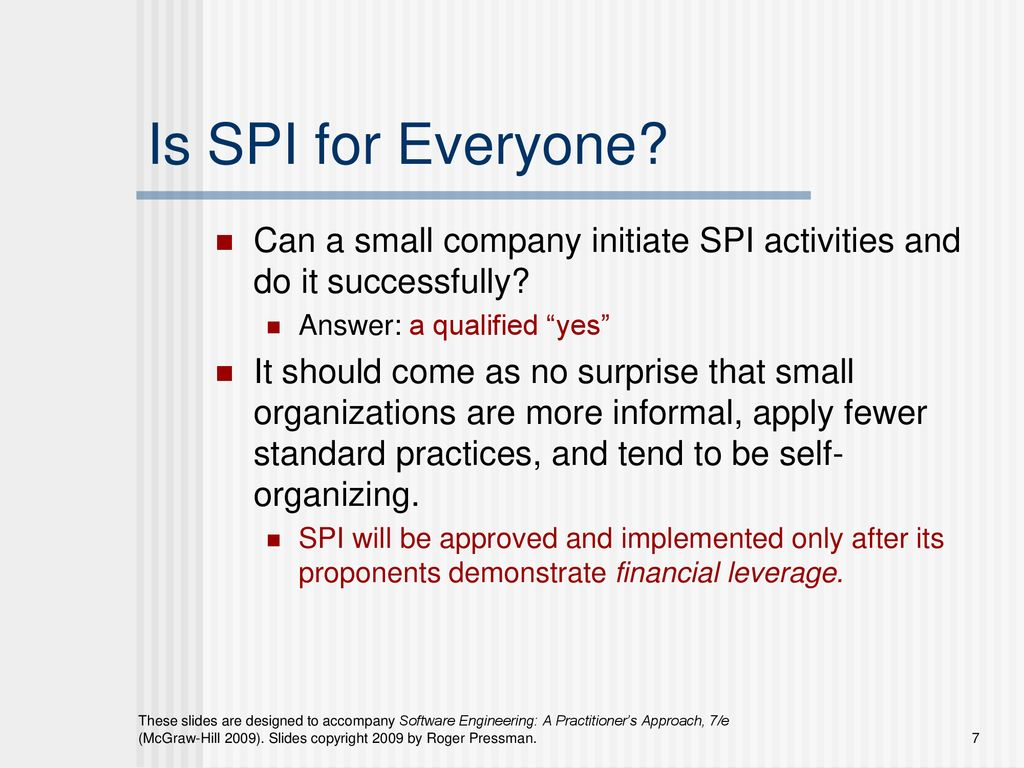 Is SPI for Everyone?
Can a small company initiate SPI activities and
do it successfully?
Answer: a qualified “yes”
It should come as no surprise that small
organizations are more informal, apply fewer
standard practices, and tend to be self-
organizing.
SPI will be approved and implemented only after its
proponents demonstrate financial leverage.
These slides are designed to accompany Software Engineering: A Practitioner’s Approach, 7/e
(McGraw-Hill 2009). Slides copyright 2009 by Roger Pressman.
7